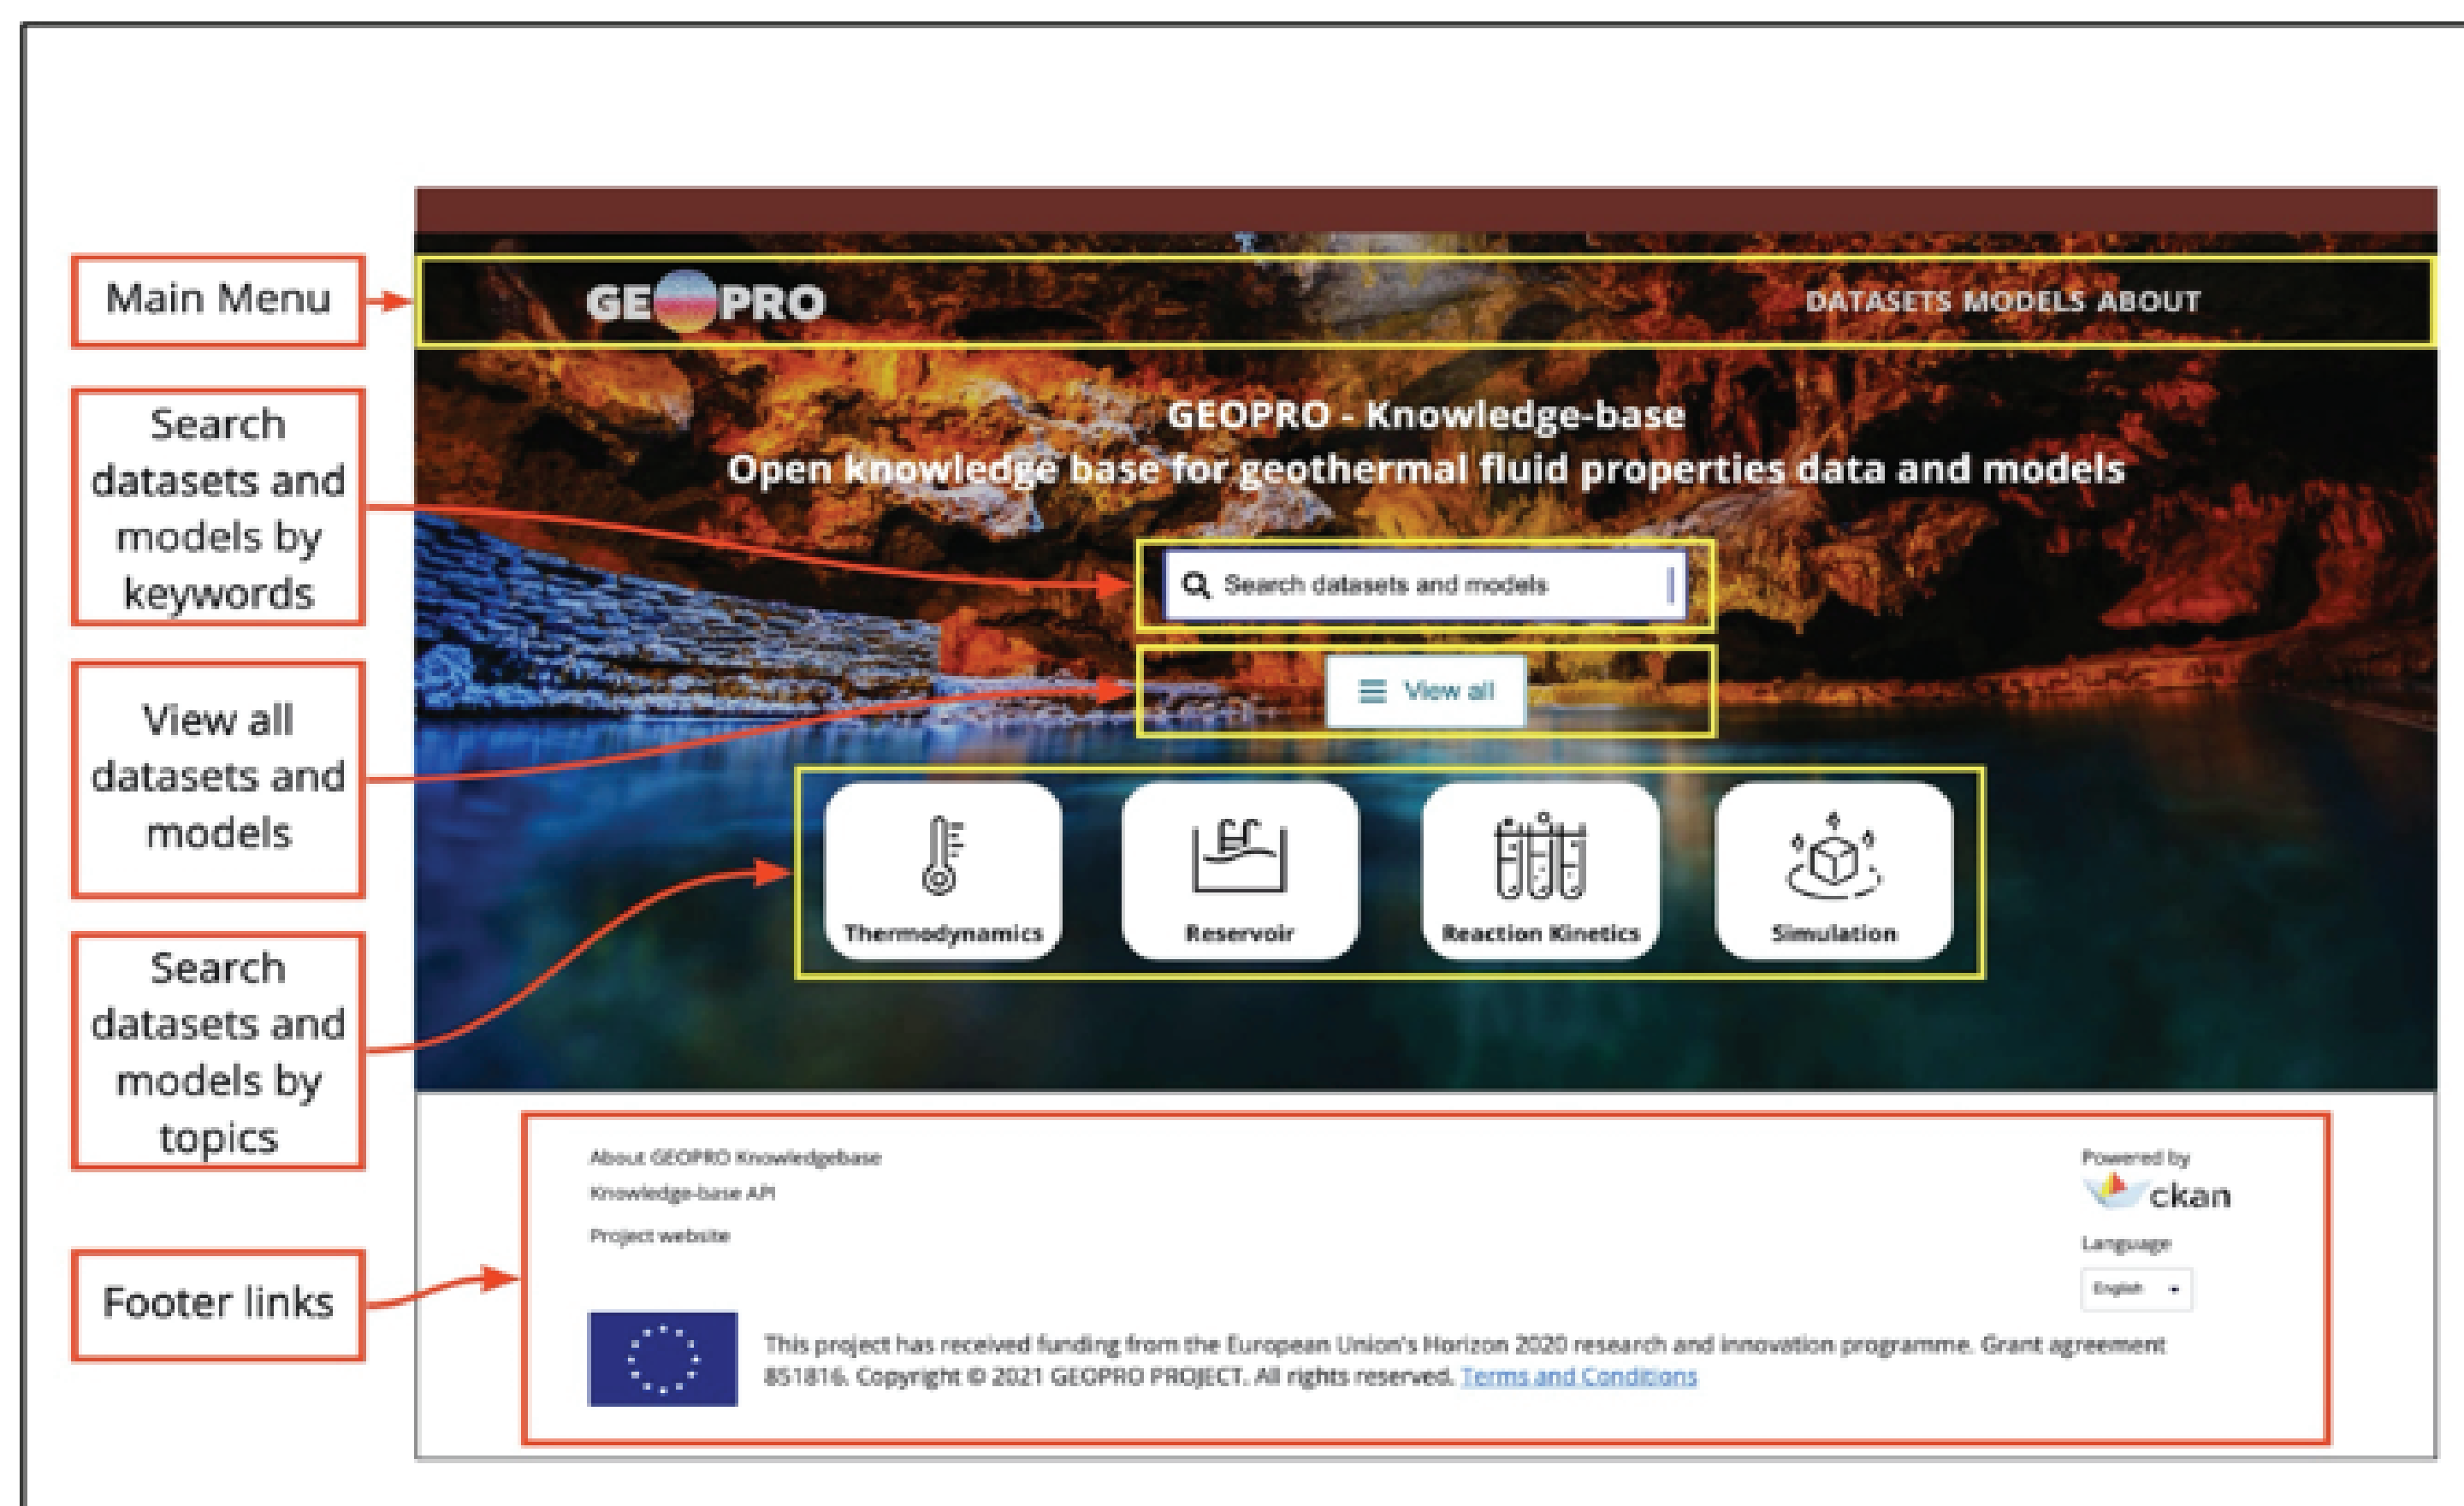 Main Menu
GEOPRO
DATASETS MODELS ABOUT
Search
datasets and
models by
keywords
GEOPRO - Knowledge-base
Open knowledge base for geothermal fluid properties data and models
Search datasets and models
View all
datasets and
models
View all
Search
datasets and
models by
topics
Thermodynamics
Reservoir
Reaction Kinetics
Simulation
Footer links
About GEOPRO Knowledgebase
Knowledge-base API
Project website
Powered by
ckan
Language
English
This project has received funding from the European Union's Horizon 2020 research and innovation programme. Grant agreement
851816. Copyright © 2021 GEOPRO PROJECT. All rights reserved. Terms and Conditions